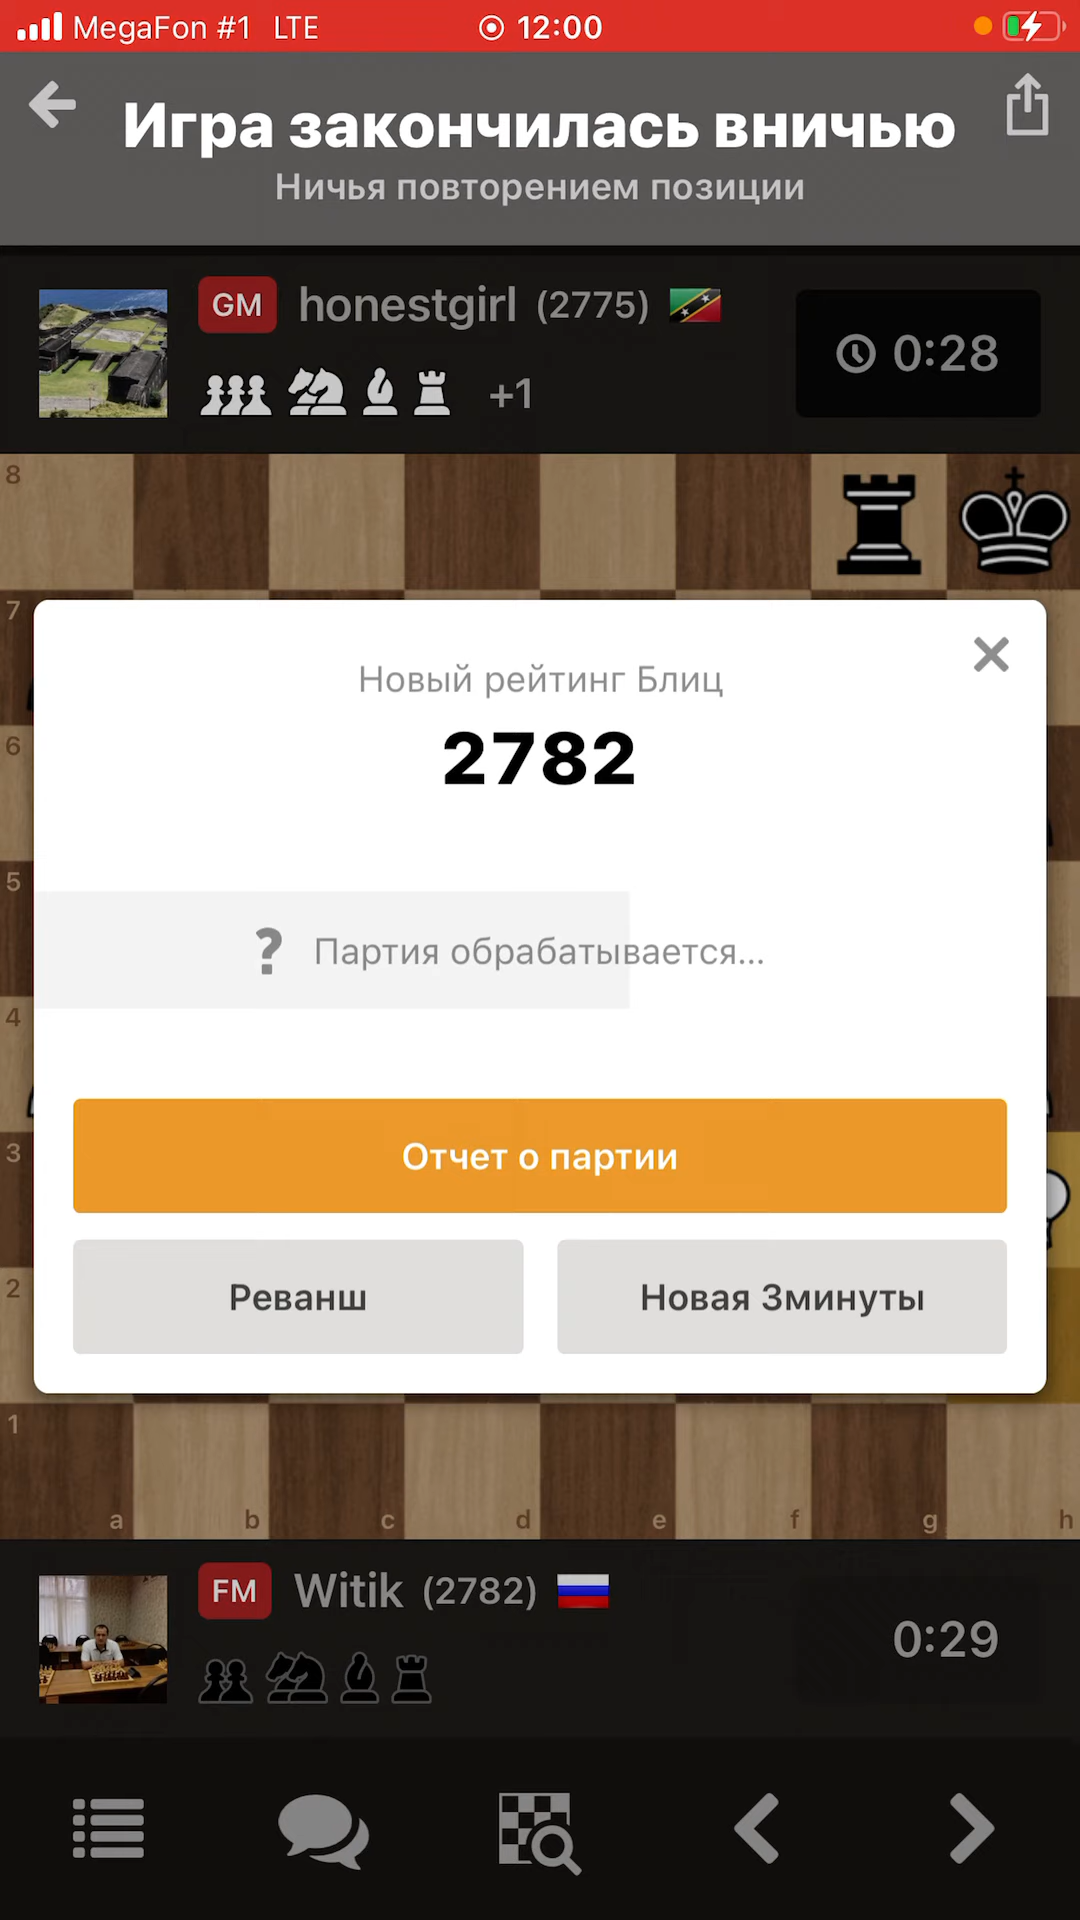 MegaFon #1 LTE 12:00
Игра закончилась вничью
Ничья повторением позиции
GM honestgirl (2775)
+1
0:28
8
7
Новый рейтинг Блиц
2782
6
5
? Партия обрабатывается...
4
Отчет о партии
3
2
Реванш Новая 3минуты
1
a b c d e f g h
FM Witik (2782)
0:29